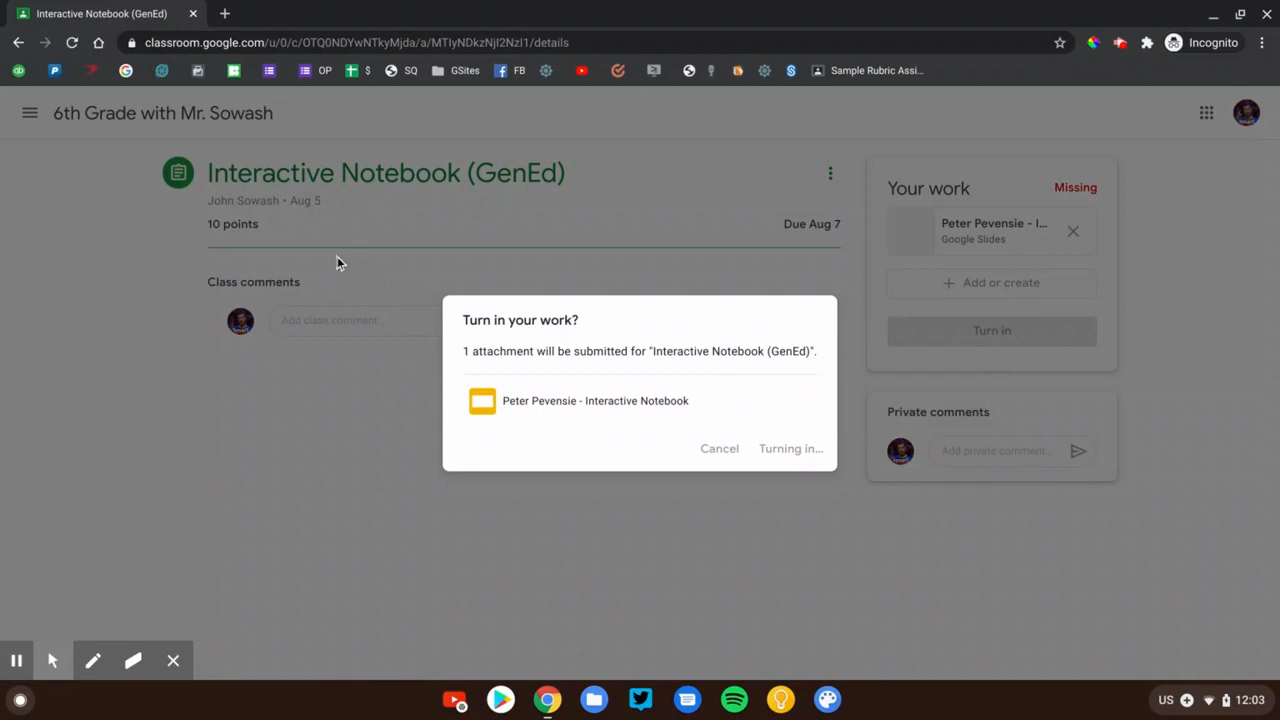 Interactive Notebook (GenEd)
classroom.google.com/u/0/c/OTQ0NDYwNTkyMjda/a/MTIyNDkzNjI2NzI1/details
Incognito
OP
$
SQ
GSites
FB
Sample Rubric Assi...
6th Grade with Mr. Sowash
Interactive Notebook (GenEd)
John Sowash • Aug 5
10 points
Due Aug 7
Class comments
Add class comment...
Your work
Missing
Peter Pevensie - I...
Google Slides
Add or create
Turn in
Private comments
Add private comment...
Turn in your work?
1 attachment will be submitted for "Interactive Notebook (GenEd)".
Peter Pevensie - Interactive Notebook
Cancel
Turning in...
US
12:03